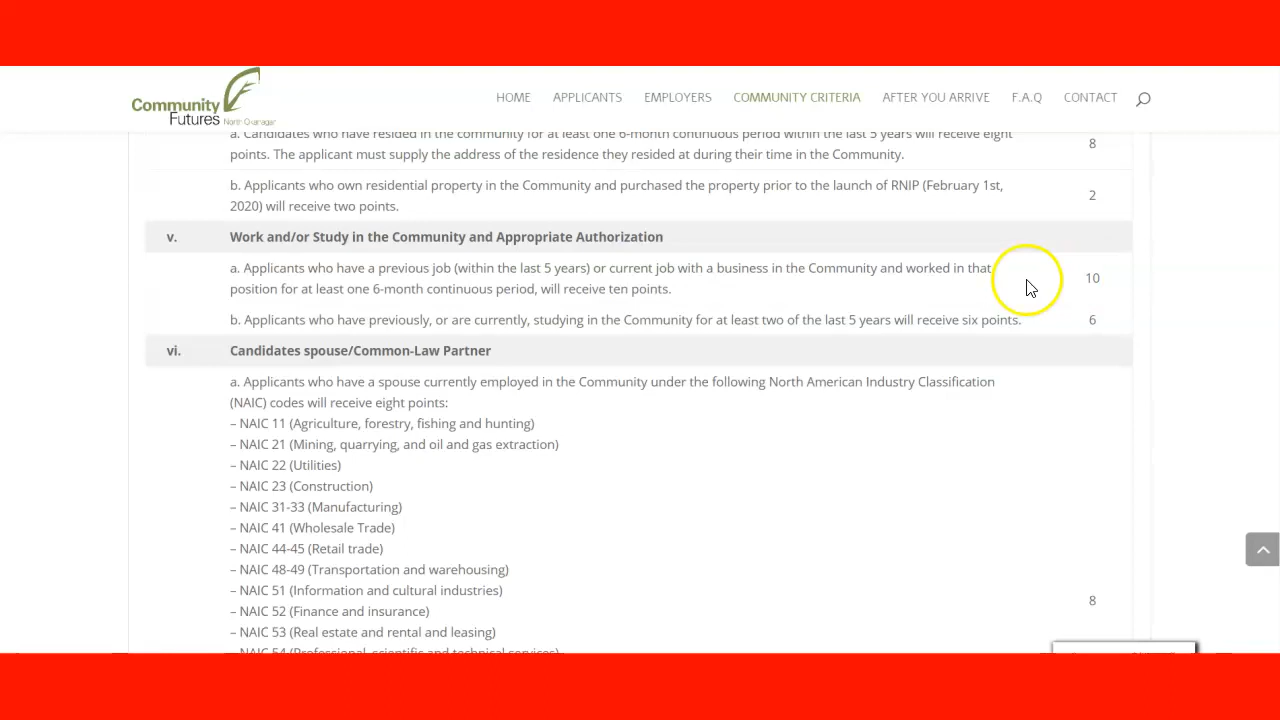 Community
Futures North Okanagan
HOME APPLICANTS EMPLOYERS COMMUNITY CRITERIA AFTER YOU ARRIVE F.A.Q CONTACT
a. Candidates who have resided in the community for at least one 6-month continuous period within the last 5 years will receive eight
points. The applicant must supply the address of the residence they resided at during their time in the Community.
8
b. Applicants who own residential property in the Community and purchased the property prior to the launch of RNIP (February 1st,
2020) will receive two points.
2
v. Work and/or Study in the Community and Appropriate Authorization
a. Applicants who have a previous job (within the last 5 years) or current job with a business in the Community and worked in that
position for at least one 6-month continuous period, will receive ten points.
10
b. Applicants who have previously, or are currently, studying in the Community for at least two of the last 5 years will receive six points. 6
vi. Candidates spouse/Common-Law Partner
a. Applicants who have a spouse currently employed in the Community under the following North American Industry Classification
(NAIC) codes will receive eight points:
– NAIC 11 (Agriculture, forestry, fishing and hunting)
– NAIC 21 (Mining, quarrying, and oil and gas extraction)
– NAIC 22 (Utilities)
– NAIC 23 (Construction)
– NAIC 31-33 (Manufacturing)
– NAIC 41 (Wholesale Trade)
– NAIC 44-45 (Retail trade)
– NAIC 48-49 (Transportation and warehousing)
– NAIC 51 (Information and cultural industries)
– NAIC 52 (Finance and insurance)
8
– NAIC 53 (Real estate and rental and leasing)
– NAIC 54 (Professional, scientific and technical services)